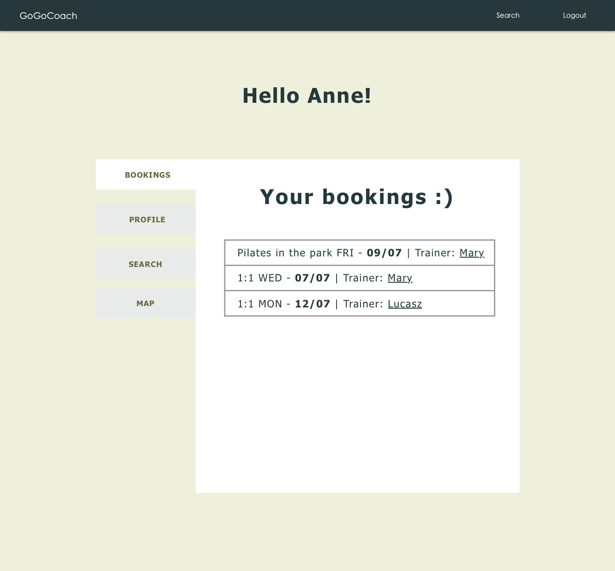 GoGoCoach
Search
Logout
Hello Anne!
BOOKINGS
PROFILE
SEARCH
MAP
Your bookings :)
Pilates in the park FRI - 09/07 | Trainer: Mary
1:1 WED - 07/07 | Trainer: Mary
1:1 MON - 12/07 | Trainer: Lucasz